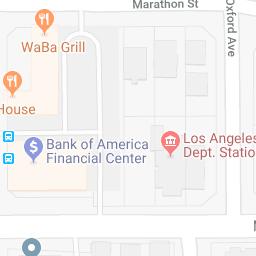 Marathon St
Oxford Ave
WaBa Grill
House
Los Angeles
Dept. Station
Bank of America
Financial Center